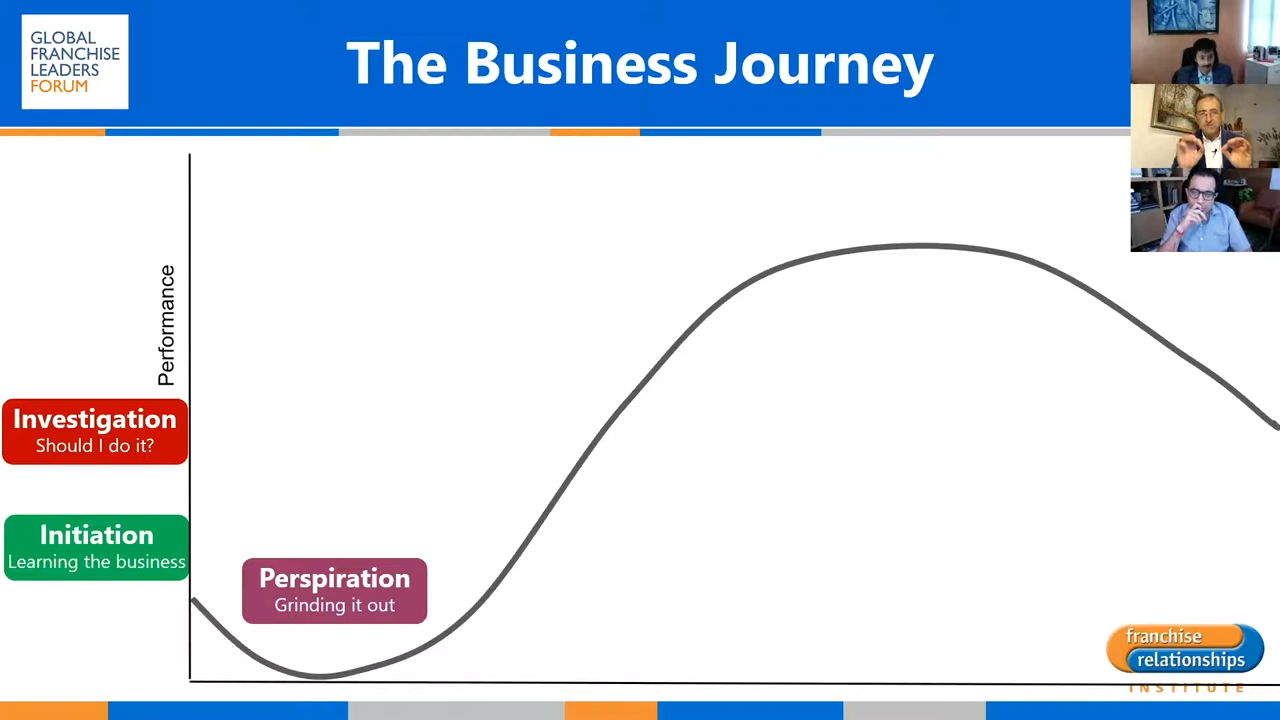 GLOBAL
FRANCHISE
LEADERS
FORUM
The Business Journey
Performance
Investigation
Should I do it?
Initiation
Learning the business
Perspiration
Grinding it out
franchise
relationships
INSTITUTE